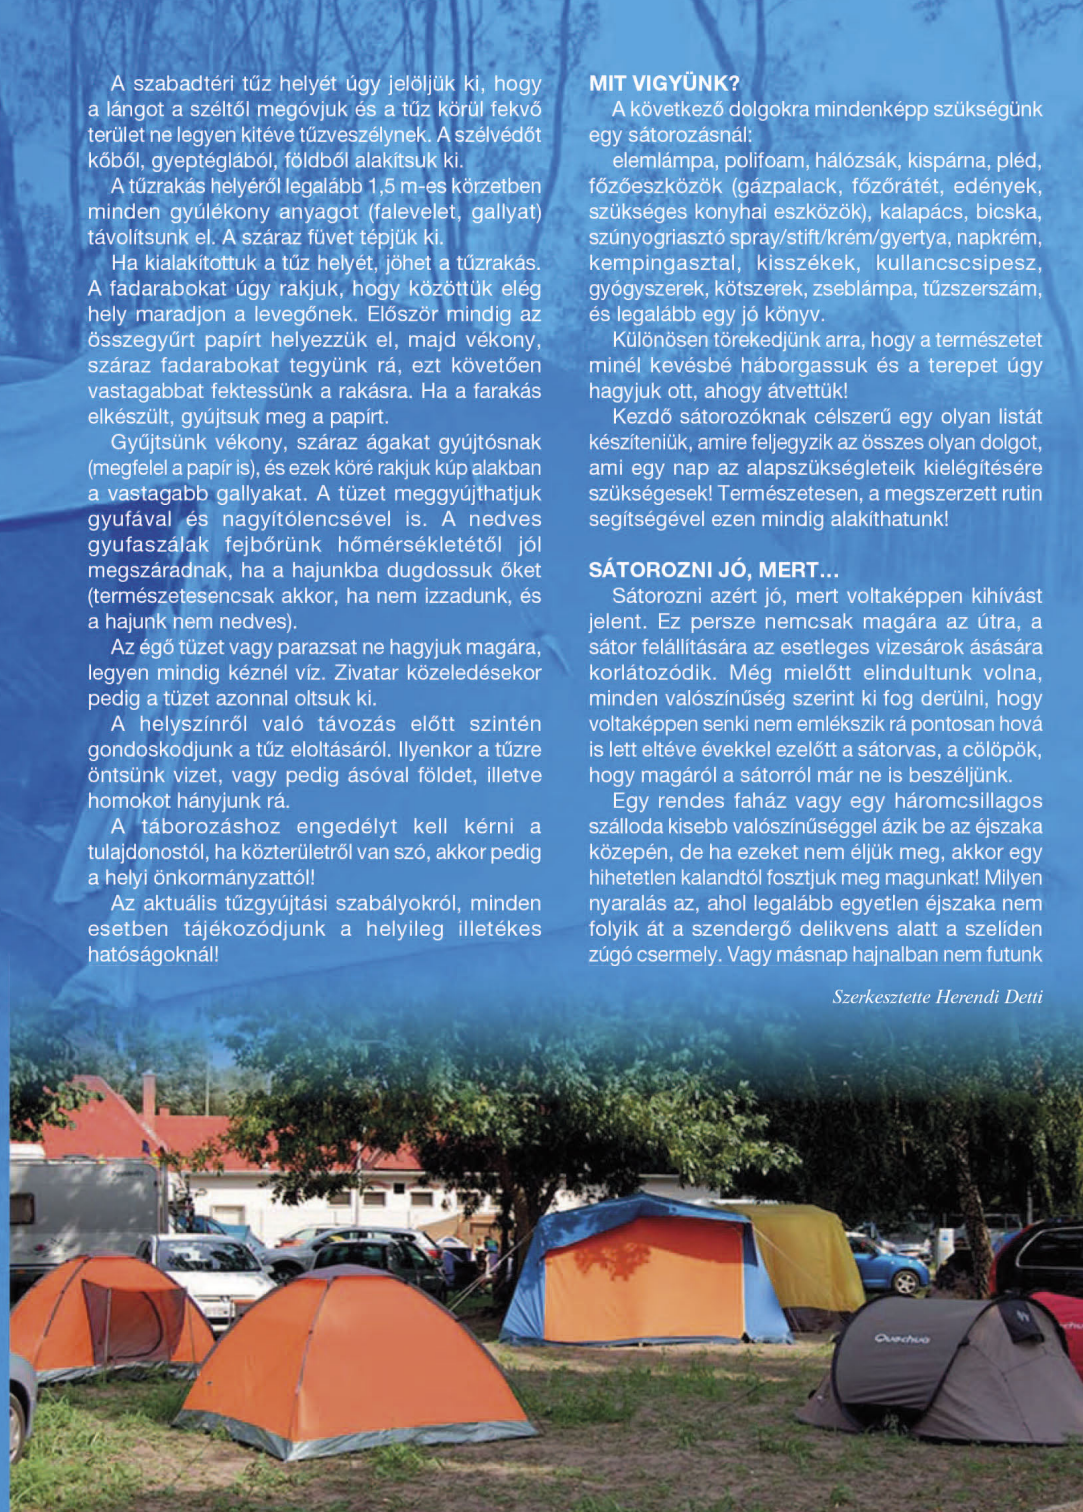 A szabadtéri tűz helyét úgy jelöljük ki, hogy
a lángot a széltől megóvjuk és a tűz körül fekvő
terület ne legyen kitéve tűzveszélynek. A szélvédőt
kőből, gyeptéglából, földből alakítsuk ki.
A tűzrakás helyéről legalább 1,5 m-es körzetben
minden gyúlékony anyagot (falevelet, gallyat)
távolítsunk el. A száraz füvet tépjük ki.
Ha kialakítottuk a tűz helyét, jöhet a tűzrakás.
A fadarabokat úgy rakjuk, hogy közöttük elég
hely maradjon a levegőnek. Először mindig az
összegyűrt papírt helyezzük el, majd vékony,
száraz fadarabokat tegyünk rá, ezt követően
vastagabbat fektessünk a rakásra. Ha a farakás
elkészült, gyújtsuk meg a papírt.
Gyűjtsünk vékony, száraz ágakat gyújtósnak
(megfelel a papír is), és ezek köré rakjuk kúp alakban
a vastagabb gallyakat. A tüzet meggyújthatjuk
gyufával és nagyítólencsével is. A nedves
gyufaszálak fejbőrünk hőmérsékletétől jól
megszáradnak, ha a hajunkba dugdossuk őket
(természetesencsak akkor, ha nem izzadunk, és
a hajunk nem nedves).
Az égő tüzet vagy parazsat ne hagyjuk magára,
legyen mindig kéznél víz. Zivatar közeledésekor
pedig a tüzet azonnal oltsuk ki.
A helyszínről való távozás előtt szintén
gondoskodjunk a tűz eloltásáról. Ilyenkor a tűzre
öntsünk vizet, vagy pedig ásóval földet, illetve
homokot hányjunk rá.
A táborozáshoz engedélyt kell kérni a
tulajdonostól, ha közterületről van szó, akkor pedig
a helyi önkormányzattól!
Az aktuális tűzgyújtási szabályokról, minden
esetben tájékozódjunk a helyileg illetékes
hatóságoknál!
MIT VIGYÜNK?
A következő dolgokra mindenképp szükségünk
egy sátorozásnál:
elemlámpa, polifoam, hálózsák, kispárna, pléd,
főzőeszközök (gázpalack, főzőrátét, edények,
szükséges konyhai eszközök), kalapács, bicska,
szúnyogriasztó spray/stift/krém/gyertya, napkrém,
kempingasztal, kisszékek, kullancscsipesz,
gyógyszerek, kötszerek, zseblámpa, tűzszerszám,
és legalább egy jó könyv.
Különösen törekedjünk arra, hogy a természetet
minél kevésbé háborgassuk és a terepet úgy
hagyjuk ott, ahogy átvettük!
Kezdő sátorozóknak célszerű egy olyan listát
készíteniük, amire feljegyzik az összes olyan dolgot,
ami egy nap az alapszükségleteik kielégítésére
szükségesek! Természetesen, a megszerzett rutin
segítségével ezen mindig alakíthatunk!
SÁTOROZNI JÓ, MERT...
Sátorozni azért jó, mert voltaképpen kihívást
jelent. Ez persze nemcsak magára az útra, a
sátor felállítására az esetleges vizesárok ásására
korlátozódik. Még mielőtt elindultunk volna,
minden valószínűség szerint ki fog derülni, hogy
voltaképpen senki nem emlékszik rá pontosan hová
is lett eltéve évekkel ezelőtt a sátorvas, a cölöpök,
hogy magáról a sátorról már ne is beszéljünk.
Egy rendes faház vagy egy háromcsillagos
szálloda kisebb valószínűséggel ázik be az éjszaka
közepén, de ha ezeket nem éljük meg, akkor egy
hihetetlen kalandtól fosztjuk meg magunkat! Milyen
nyaralás az, ahol legalább egyetlen éjszaka nem
folyik át a szendergő delikvens alatt a szelíden
zúgó csermely. Vagy másnap hajnalban nem futunk
Szerkesztette Herendi Detti
Quechua